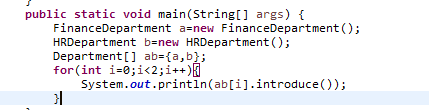 }
public static void main(String[] args) {
FinanceDepartment a=new FinanceDepartment();
HRDepartment b=new HRDepartment();
Department[] ab={a,b};
for(int i=0;i<2;i++){
System.out.println(ab[i].introduce());
}